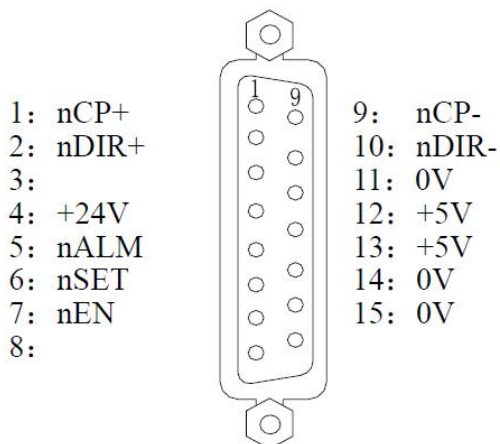 1 9
1: nCP+
2: nDIR+
3:
4: +24V
5: nALM
6: nSET
7: nEN
8:
9: nCP-
10: nDIR-
11: 0V
12: +5V
13: +5V
14: 0V
15: 0V